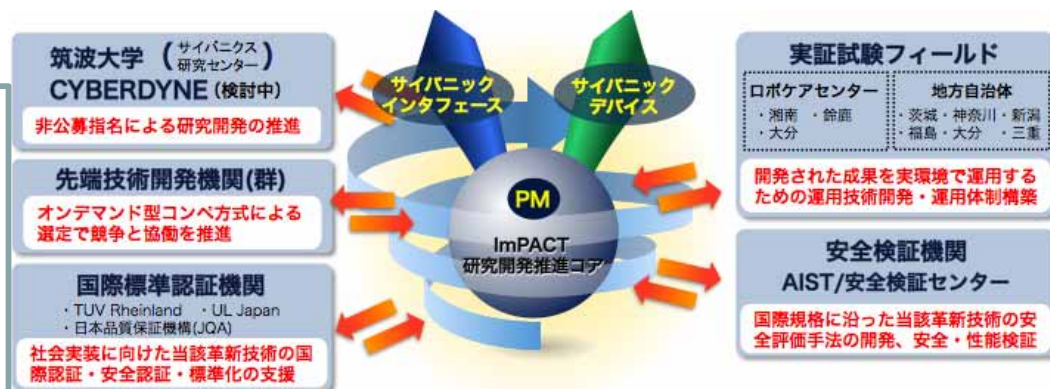 筑波大学（サイバニクス研究センター）
CYBERDYNE（検討中）
非公募指名による研究開発の推進
先端技術開発機関(群)
オンデマンド型コンペ方式による
選定で競争と協働を推進
国際標準認証機関
・TUV Rheinland ・UL Japan
・日本品質保証機構(JQA)
社会実装に向けた当該革新技術の国
際認証・安全認証・標準化の支援
サイバニック
インタフェース
サイバニック
デバイス
PM
ImPACT
研究開発推進コア
実証試験フィールド
ロボケアセンター
・湘南 ・鈴鹿
・大分
地方自治体
・茨城・神奈川・新潟
・福島・大分 ・三重
開発された成果を実環境で運用する
ための運用技術開発・運用体制構築
安全検証機関
AIST/安全検証センター
国際規格に沿った当該革新技術の安
全評価手法の開発、安全・性能検証